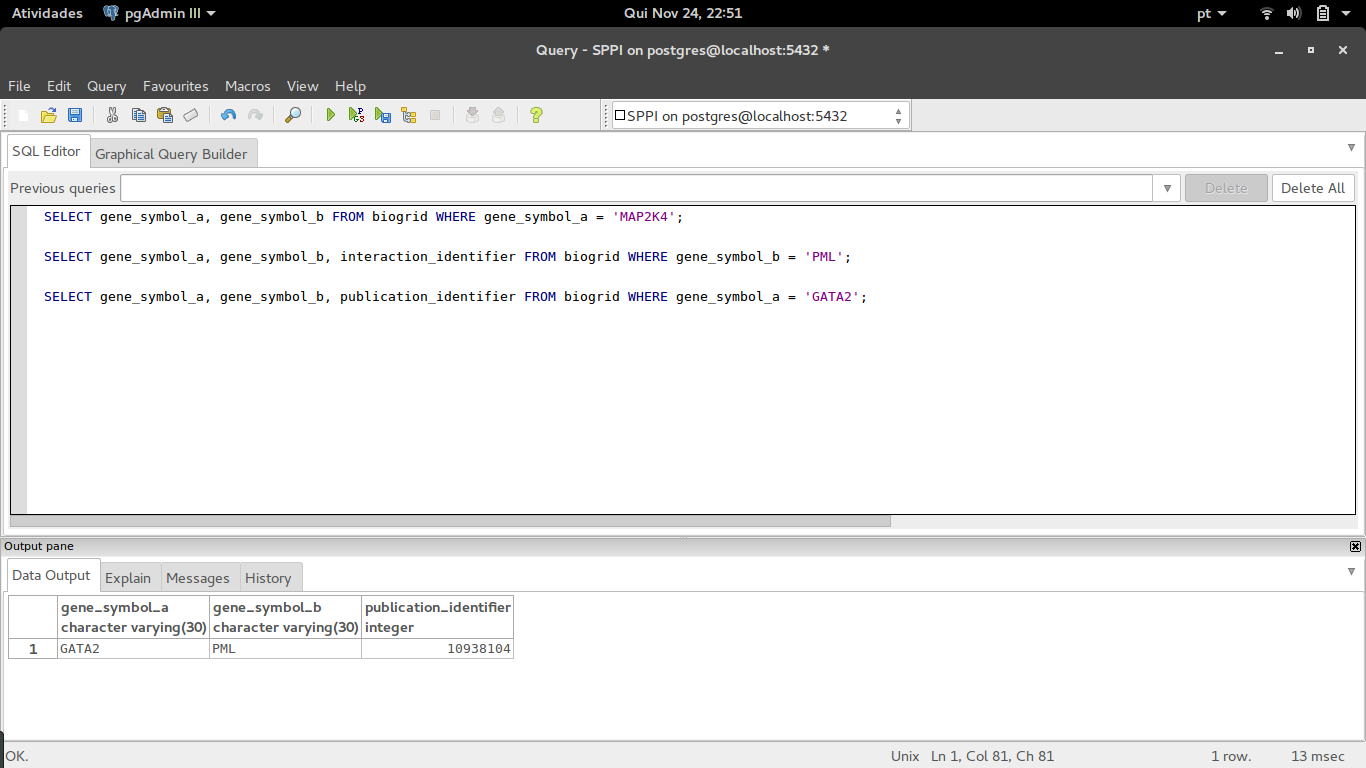 Atividades pgAdmin III Qui Nov 24, 22:51 pt
Query - SPPI on postgres@localhost:5432 *
File Edit Query Favourites Macros View Help
SPPI on postgres@localhost:5432
SQL Editor Graphical Query Builder
Previous queries Delete Delete All
SELECT gene_symbol_a, gene_symbol_b FROM biogrid WHERE gene_symbol_a = 'MAP2K4';
SELECT gene_symbol_a, gene_symbol_b, interaction_identifier FROM biogrid WHERE gene_symbol_b = 'PML';
SELECT gene_symbol_a, gene_symbol_b, publication_identifier FROM biogrid WHERE gene_symbol_a = 'GATA2';
Output pane
Data Output Explain Messages History
gene_symbol_a gene_symbol_b publication_identifier
character varying(30) character varying(30) integer
1 GATA2 PML 10938104
OK. Unix Ln 1, Col 81, Ch 81 1 row. 13 msec